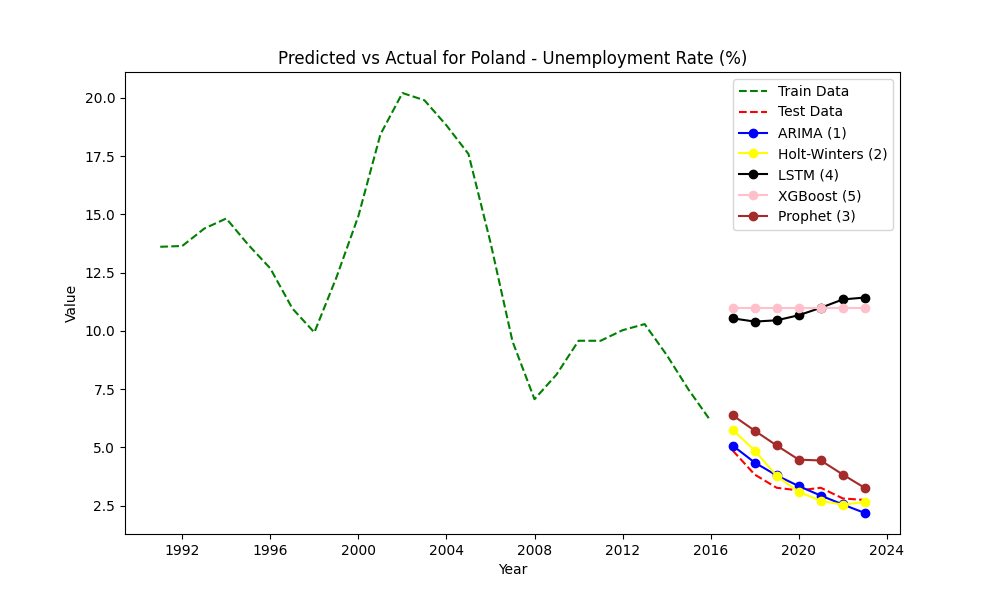 Predicted vs Actual for Poland - Unemployment Rate (%)
Train Data
Test Data
ARIMA (1)
Holt-Winters (2)
LSTM (4)
XGBoost (5)
Prophet (3)
Value
20.0
17.5
15.0
12.5
10.0
7.5
5.0
2.5
1992
1996
2000
2004
2008
2012
2016
2020
2024
Year